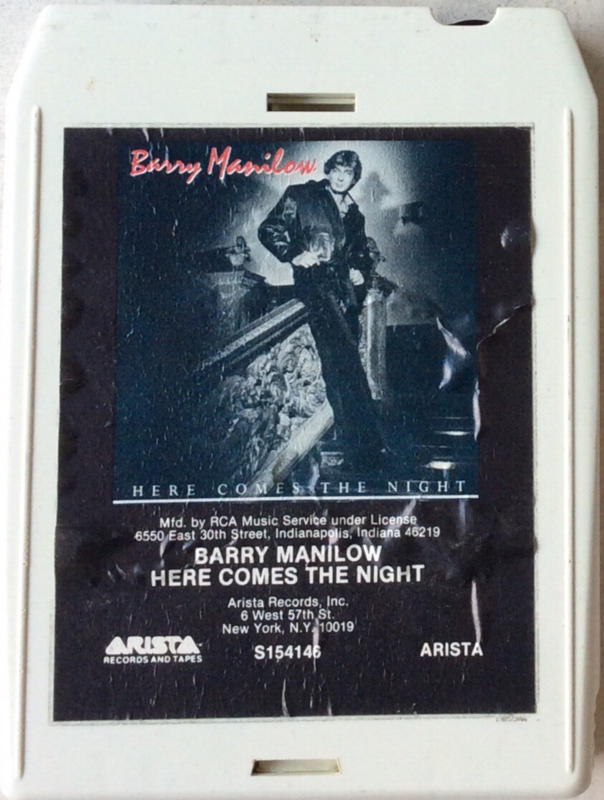 Barry Manilow
HERE COMES THE NIGHT
Mfd. by RCA Music Service under License
6550 East 30th Street, Indianapolis, Indiana 46219
BARRY MANILOW
HERE COMES THE NIGHT
Arista Records, Inc.
6 West 57th St.
New York, N.Y. 10019
ARISTA
RECORDS AND TAPES
S154146
ARISTA